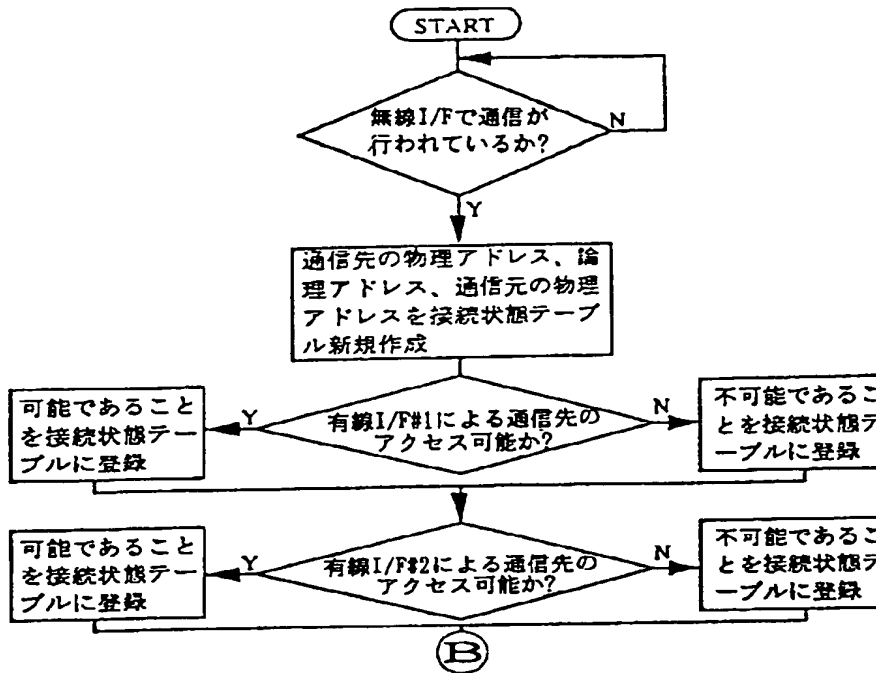 START
無線I/Fで通信が
行われているか?
N
Y
通信先の物理アドレス、論
理アドレス、通信元の物理
アドレスを接続状態テーブ
ル新規作成
可能であること
を接続状態テー
ブルに登録
Y
有線I/F#1による通信先の
アクセス可能か?
N
不可能であるこ
とを接続状態テ
ーブルに登録
可能であること
を接続状態テー
ブルに登録
Y
有線I/F#2による通信先の
アクセス可能か?
N
不可能であるこ
とを接続状態テ
ーブルに登録
B